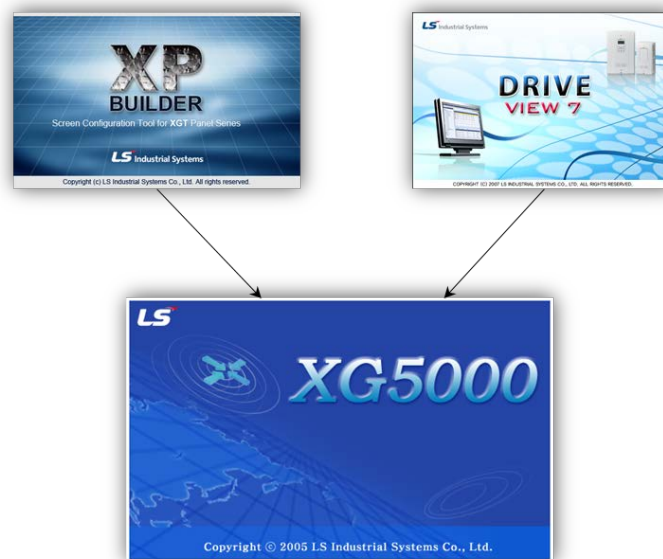 XP
BUILDER
Screen Configuration Tool for XGT Panel Series
LS Industrial Systems
Copyright (c) LS Industrial Systems Co., Ltd. All rights reserved.
LS Industrial Systems
DRIVE
VIEW 7
COPYRIGHT (C) 2007 LS INDUSTRIAL SYSTEMS CO., LTD. ALL RIGHTS RESERVED.
LS
XG5000
Copyright © 2005 LS Industrial Systems Co., Ltd.